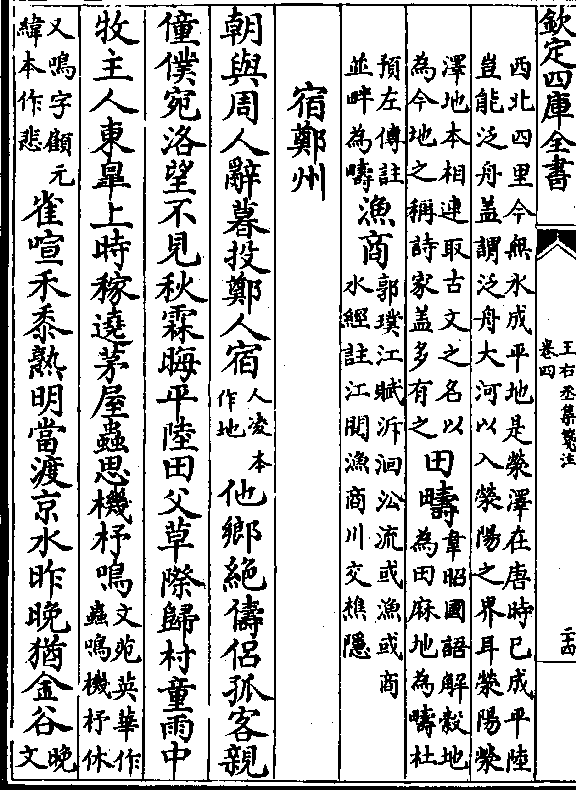 欽定四庫全書
王右丞集箋注
卷四
二十四
西北四里今無水成平地是滎澤在唐時已成平陸
豈能泛舟蓋謂泛舟大河以入滎陽之界耳滎陽滎
澤地本相連取古文之名以
為今地之稱詩家蓋多有之
田疇
韋昭國語解穀地
為田麻地為疇杜
預左傳註
並畔為疇
漁商
郭璞江賦泝洄沿流或漁或商
水經註江閱漁商川交樵隱
宿鄭州
朝與周人辭暮投鄭人宿
人淩本
作地
他鄉絶儔侶孤客親
僮僕宛洛望不見秋霖晦平陸田父草際歸村童雨中
牧主人東臯上時稼遶茅屋蟲思機杼鳴
文苑英華作
蟲鳴機杼休
又鳴字顧元
緯本作悲
雀喧禾黍熟明當渡京水昨晚猶金谷
晚
文